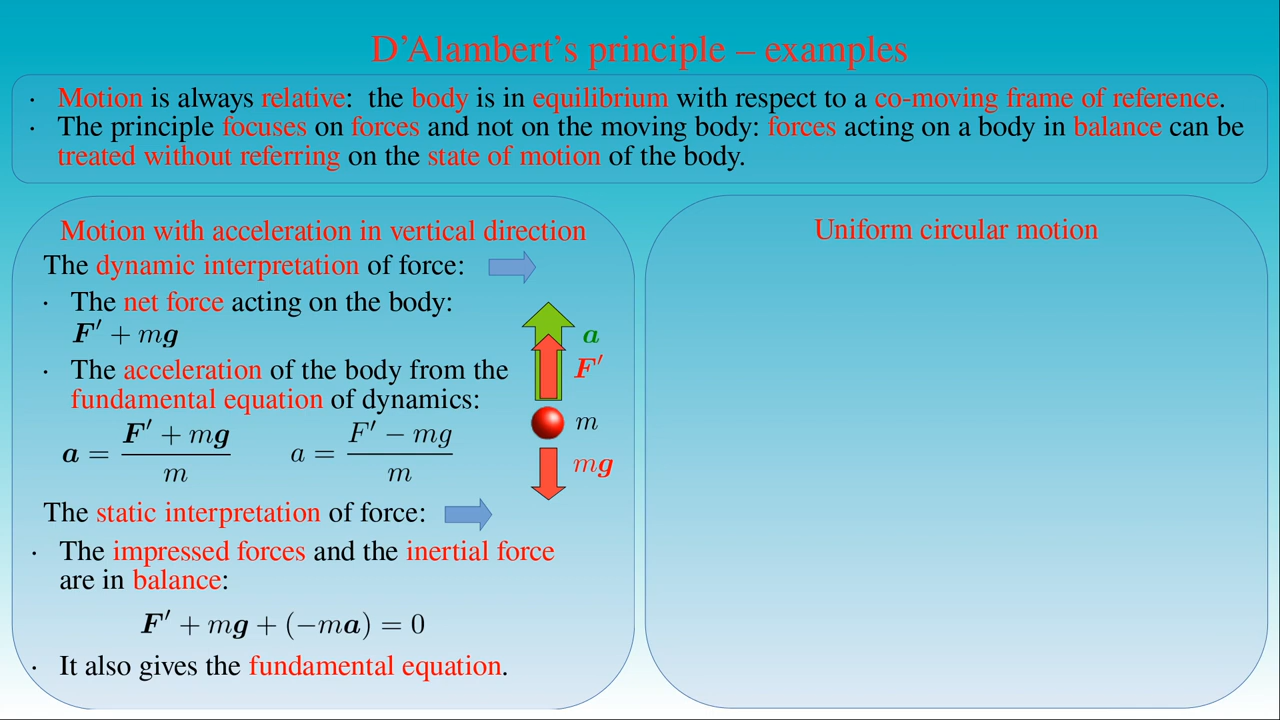 D'Alambert's principle – examples
· Motion is always relative: the body is in equilibrium with respect to a co-moving frame of reference.
· The principle focuses on forces and not on the moving body: forces acting on a body in balance can be
treated without referring on the state of motion of the body.
Motion with acceleration in vertical direction
The dynamic interpretation of force:
· The net force acting on the body:
F′ + mg
· The acceleration of the body from the
fundamental equation of dynamics:
a = (F′ + mg)/m   a = (F′ − mg)/m
a
F′
m
mg
The static interpretation of force:
· The impressed forces and the inertial force
are in balance:
F′ + mg + (−ma) = 0
· It also gives the fundamental equation.
Uniform circular motion